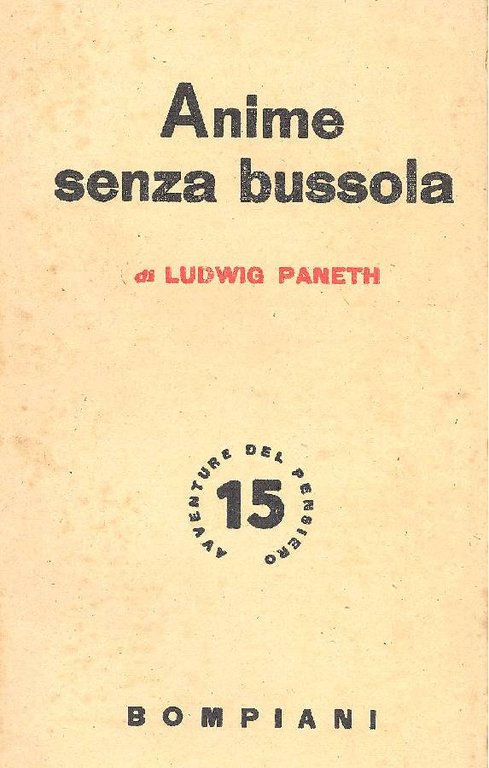 Anime
senza bussola
di LUDWIG PANETH
AVVENTURE DEL PENSIERO
15
BOMPIANI